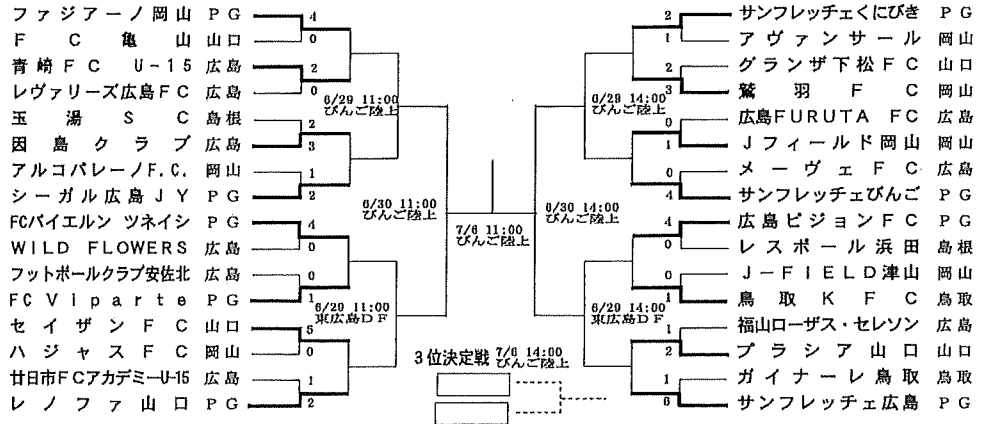 ファジアーノ岡山 PG 4
FC亀山 山口 0
青崎FC U-15 広島 2
レヴァリーズ広島FC 広島 0
玉湯SC 島根 2
因島クラブ 広島 3
アルコバレーノF.C. 岡山 1
シーガル広島JY PG 2
FCバイエルン ツネイシ PG 4
WILD FLOWERS 広島 0
フットボールクラブ安佐北 広島 0
FC Viparte PG 1
セイザンFC 山口 5
ハジャスFC 岡山 0
廿日市FCアカデミーU-15 広島 1
レノファ山口 PG 2
6/29 11:00
びんご陸上
6/30 11:00
びんご陸上
6/29 11:00
東広島DF
7/6 11:00
びんご陸上
6/29 14:00
びんご陸上
6/30 14:00
びんご陸上
6/29 14:00
東広島DF
3位決定戦 7/6 14:00
びんご陸上
2 サンフレッチェくにびき PG
1 アヴァンサール 岡山
2 グランザ下松FC 山口
3 鷲羽FC 岡山
0 広島FURUTA FC 広島
1 Jフィールド岡山 岡山
0 メーヴェFC 広島
4 サンフレッチェびんご PG
4 広島ピジョンFC PG
0 レスポール浜田 島根
0 J-FIELD津山 岡山
1 鳥取KFC 鳥取
1 福山ローザス・セレソン 広島
2 プラシア山口 山口
1 ガイナーレ鳥取 鳥取
6 サンフレッチェ広島 PG